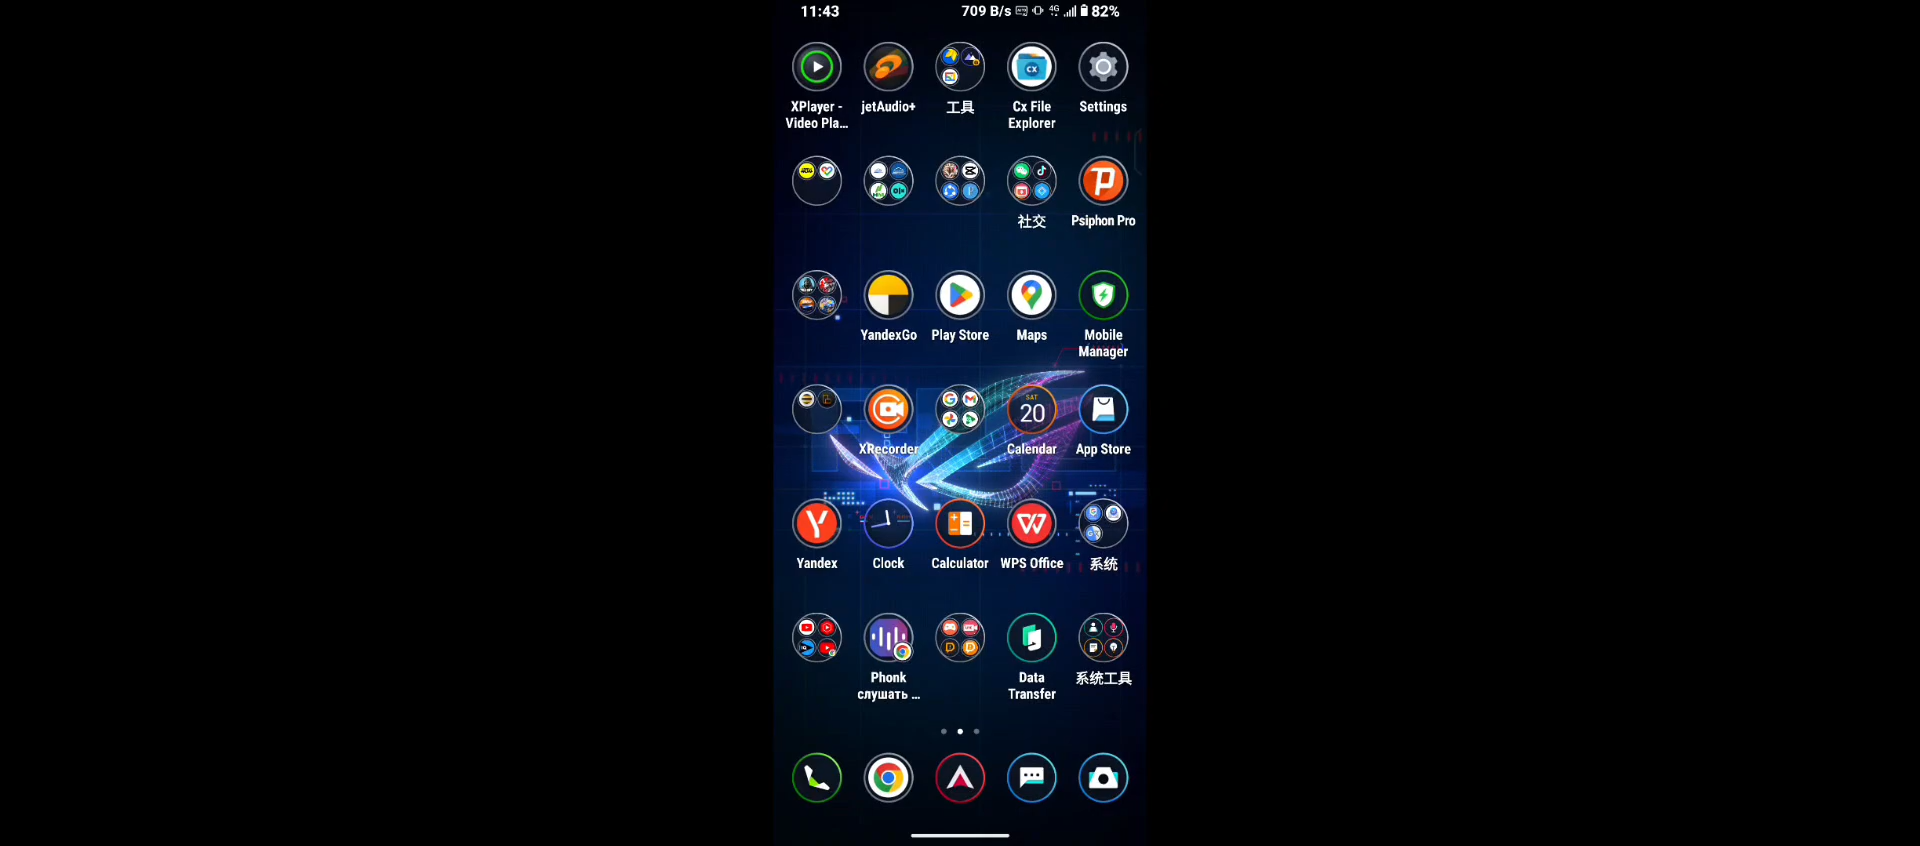 11:43 709 B/s 4G 82%
XPlayer - Video Pla...
jetAudio+
工具
Cx File Explorer
Settings
社交
Psiphon Pro
YandexGo
Play Store
Maps
Mobile Manager
XRecorder
SAT
20
Calendar
App Store
Yandex
Clock
Calculator
WPS Office
系统
Phonk слушать ...
Data Transfer
系统工具